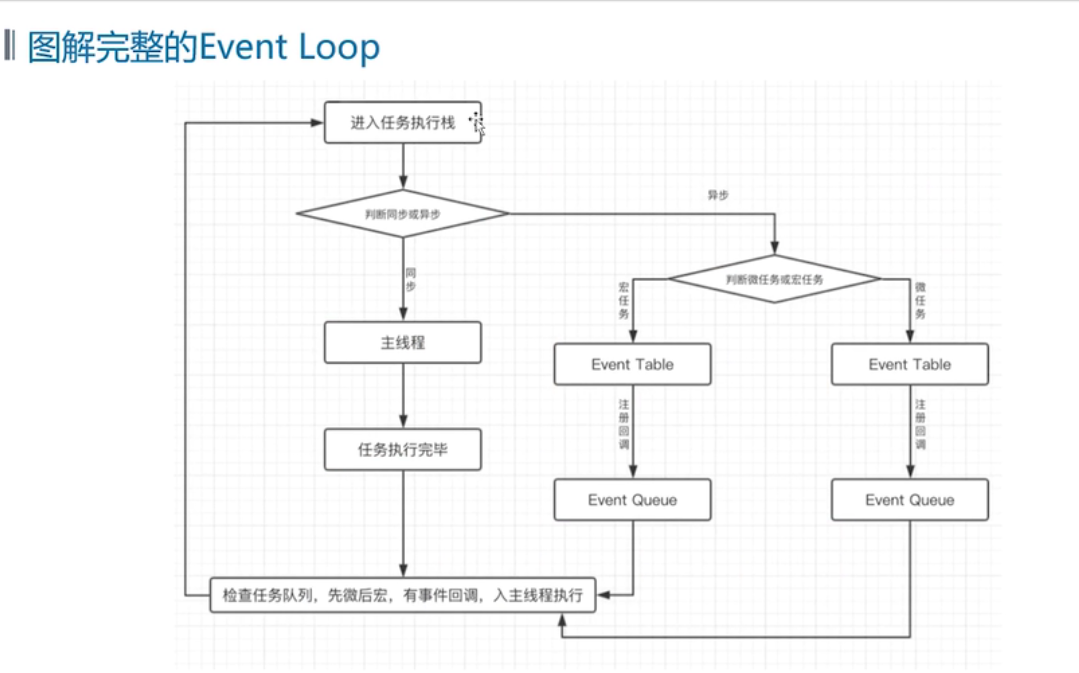 图解完整的Event Loop
进入任务执行栈
判断同步或异步
异步
同步
判断微任务或宏任务
宏任务
微任务
主线程
Event Table
Event Table
注册回调
注册回调
任务执行完毕
Event Queue
Event Queue
检查任务队列，先微后宏，有事件回调，入主线程执行